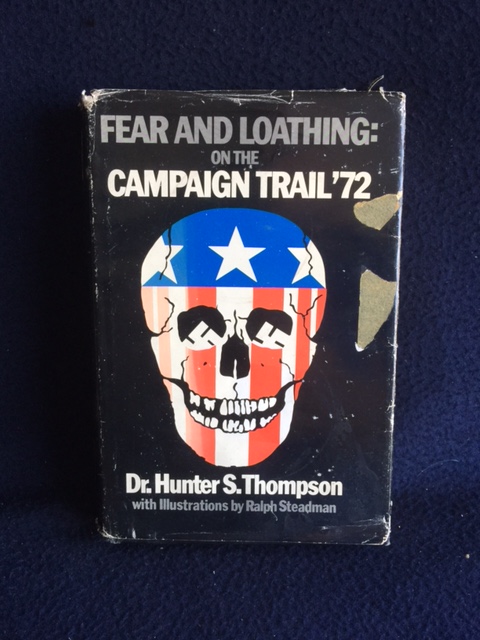 FEAR AND LOATHING:
ON THE
CAMPAIGN TRAIL '72
Dr. Hunter S. Thompson
with Illustrations by Ralph Steadman